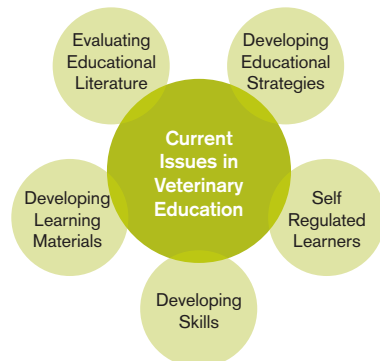 Evaluating
Educational
Literature
Developing
Educational
Strategies
Current
Issues in
Veterinary
Education
Developing
Learning
Materials
Self
Regulated
Learners
Developing
Skills